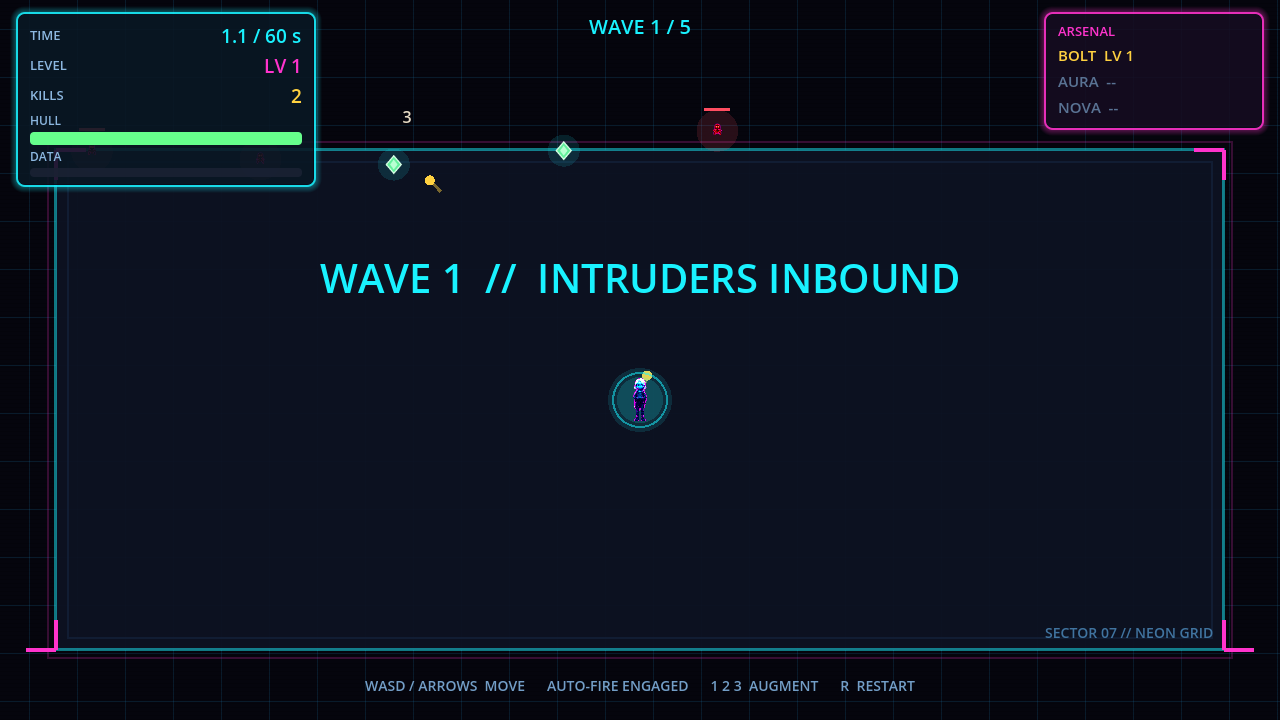 WAVE 1 / 5
TIME 1.1 / 60 s
LEVEL LV 1
KILLS 2
HULL
DATA
ARSENAL
BOLT LV 1
AURA --
NOVA --
3
WAVE 1 // INTRUDERS INBOUND
SECTOR 07 // NEON GRID
WASD / ARROWS MOVE AUTO-FIRE ENGAGED 1 2 3 AUGMENT R RESTART